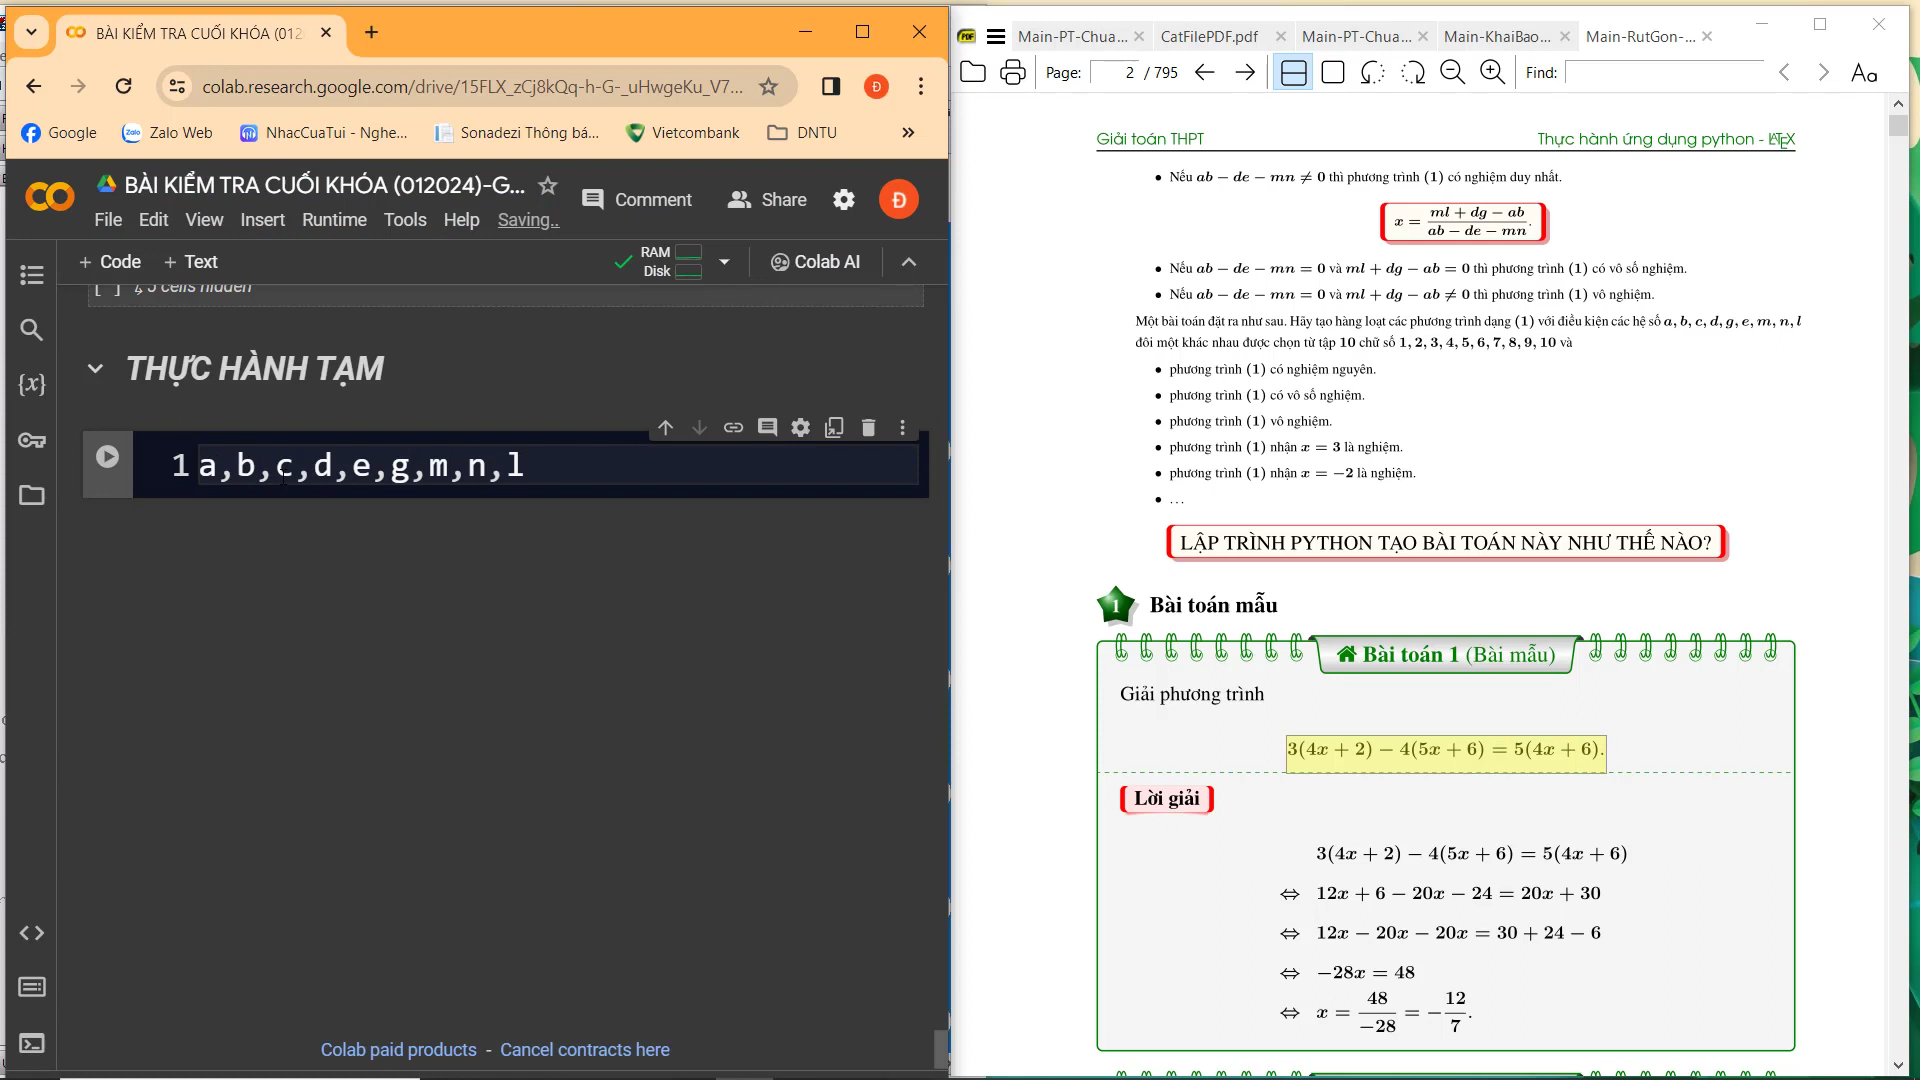 BÀI KIỂM TRA CUỐI KHÓA (012
colab.research.google.com/drive/15FLX_zCj8kQq-h-G-_uHwgeKu_V7...
Google Zalo Web NhacCuaTui - Nghe... Sonadezi Thông bá... Vietcombank DNTU
BÀI KIỂM TRA CUỐI KHÓA (012024)-G...
Comment Share Đ
File Edit View Insert Runtime Tools Help Saving..
+ Code + Text RAM Disk Colab AI
[ ] ↳ 5 cells hidden
THỰC HÀNH TẠM
1 a,b,c,d,e,g,m,n,l
Colab paid products - Cancel contracts here
Main-PT-Chua... CatFilePDF.pdf Main-PT-Chua... Main-KhaiBao... Main-RutGon-...
Page: 2 / 795 Find: Aa
Giải toán THPT Thực hành ứng dụng python - LATEX
• Nếu ab − de − mn ≠ 0 thì phương trình (1) có nghiệm duy nhất.
x = (ml + dg − ab)/(ab − de − mn).
• Nếu ab − de − mn = 0 và ml + dg − ab = 0 thì phương trình (1) có vô số nghiệm.
• Nếu ab − de − mn = 0 và ml + dg − ab ≠ 0 thì phương trình (1) vô nghiệm.
Một bài toán đặt ra như sau. Hãy tạo hàng loạt các phương trình dạng (1) với điều kiện các hệ số a, b, c, d, g, e, m, n, l
đôi một khác nhau được chọn từ tập 10 chữ số 1, 2, 3, 4, 5, 6, 7, 8, 9, 10 và
• phương trình (1) có nghiệm nguyên.
• phương trình (1) có vô số nghiệm.
• phương trình (1) vô nghiệm.
• phương trình (1) nhận x = 3 là nghiệm.
• phương trình (1) nhận x = −2 là nghiệm.
• ...
LẬP TRÌNH PYTHON TẠO BÀI TOÁN NÀY NHƯ THẾ NÀO?
1 Bài toán mẫu
Bài toán 1 (Bài mẫu)
Giải phương trình
3(4x + 2) − 4(5x + 6) = 5(4x + 6).
Lời giải
3(4x + 2) − 4(5x + 6) = 5(4x + 6)
⇔ 12x + 6 − 20x − 24 = 20x + 30
⇔ 12x − 20x − 20x = 30 + 24 − 6
⇔ −28x = 48
⇔ x = 48/−28 = −12/7.